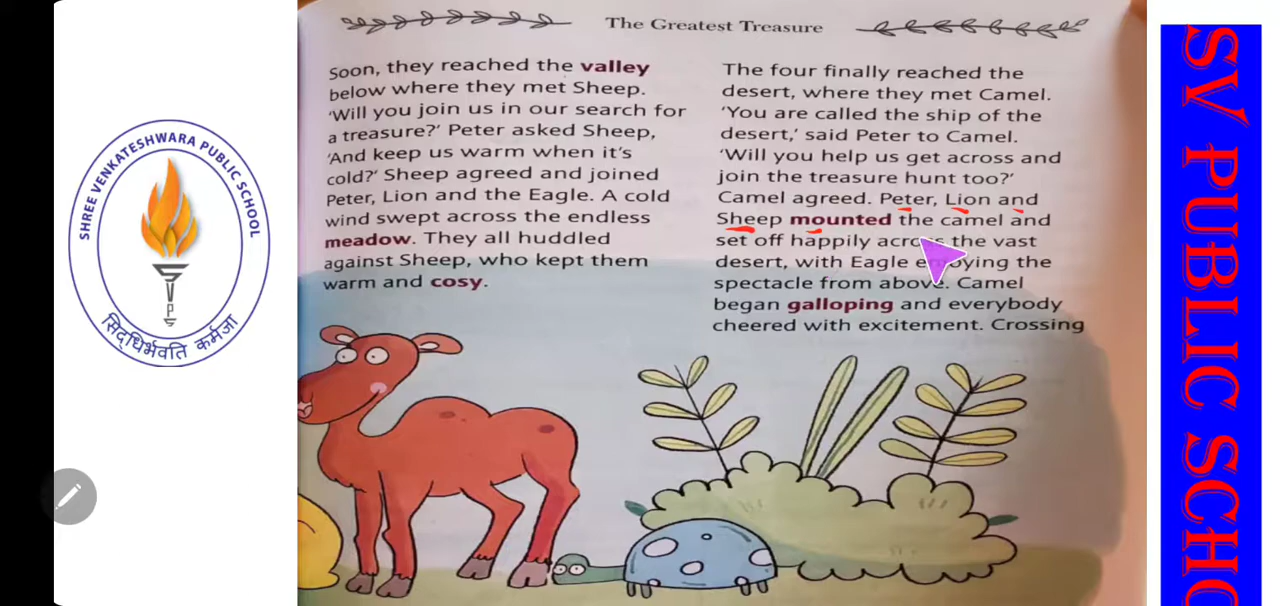 The Greatest Treasure
Soon, they reached the valley
below where they met Sheep.
'Will you join us in our search for
a treasure?' Peter asked Sheep,
'And keep us warm when it's
cold?' Sheep agreed and joined
Peter, Lion and the Eagle. A cold
wind swept across the endless
meadow. They all huddled
against Sheep, who kept them
warm and cosy.
The four finally reached the
desert, where they met Camel.
'You are called the ship of the
desert,' said Peter to Camel.
'Will you help us get across and
join the treasure hunt too?'
Camel agreed. Peter, Lion and
Sheep mounted the camel and
set off happily across the vast
desert, with Eagle enjoying the
spectacle from above. Camel
began galloping and everybody
cheered with excitement. Crossing
SHREE VENKATESHWARA PUBLIC SCHOOL
SVPS
सिद्धिर्भवति कर्मजा
SV PUBLIC SCHO